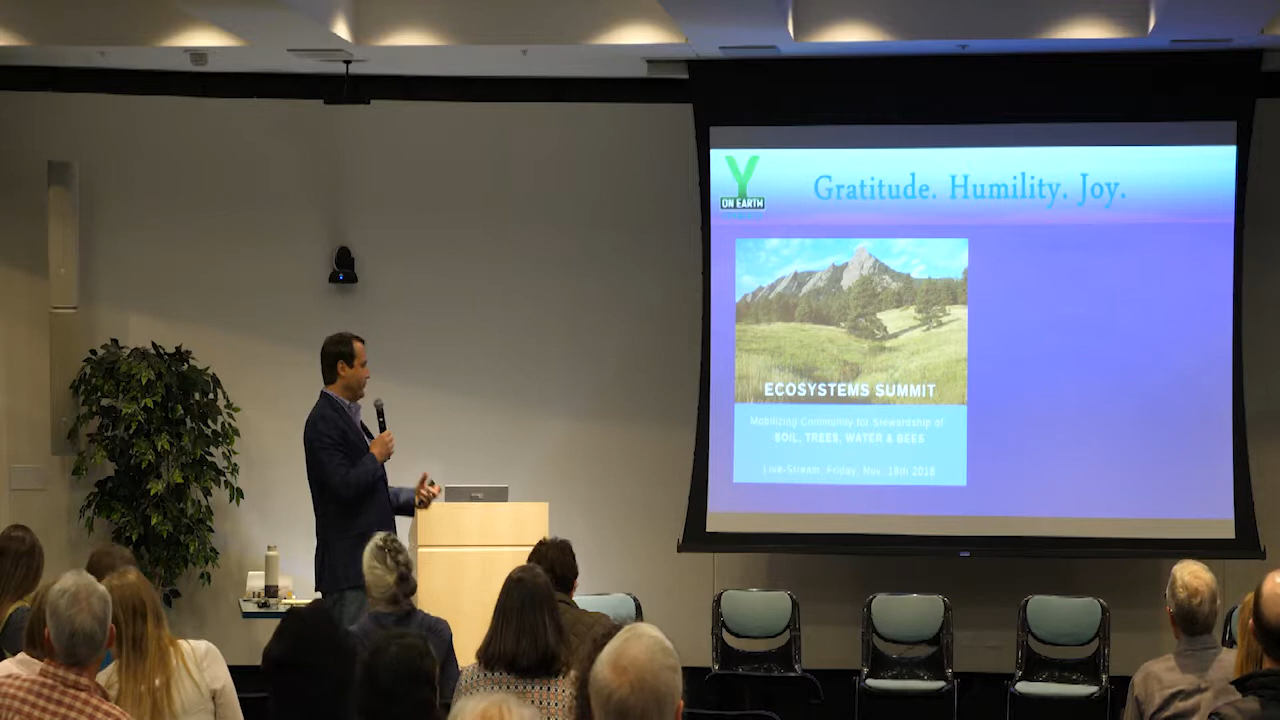 Y
ON EARTH
Gratitude. Humility. Joy.
ECOSYSTEMS SUMMIT
Mobilizing Community for Stewardship of
SOIL, TREES, WATER & BEES
Live-Stream, Friday, Nov. 16th 2018